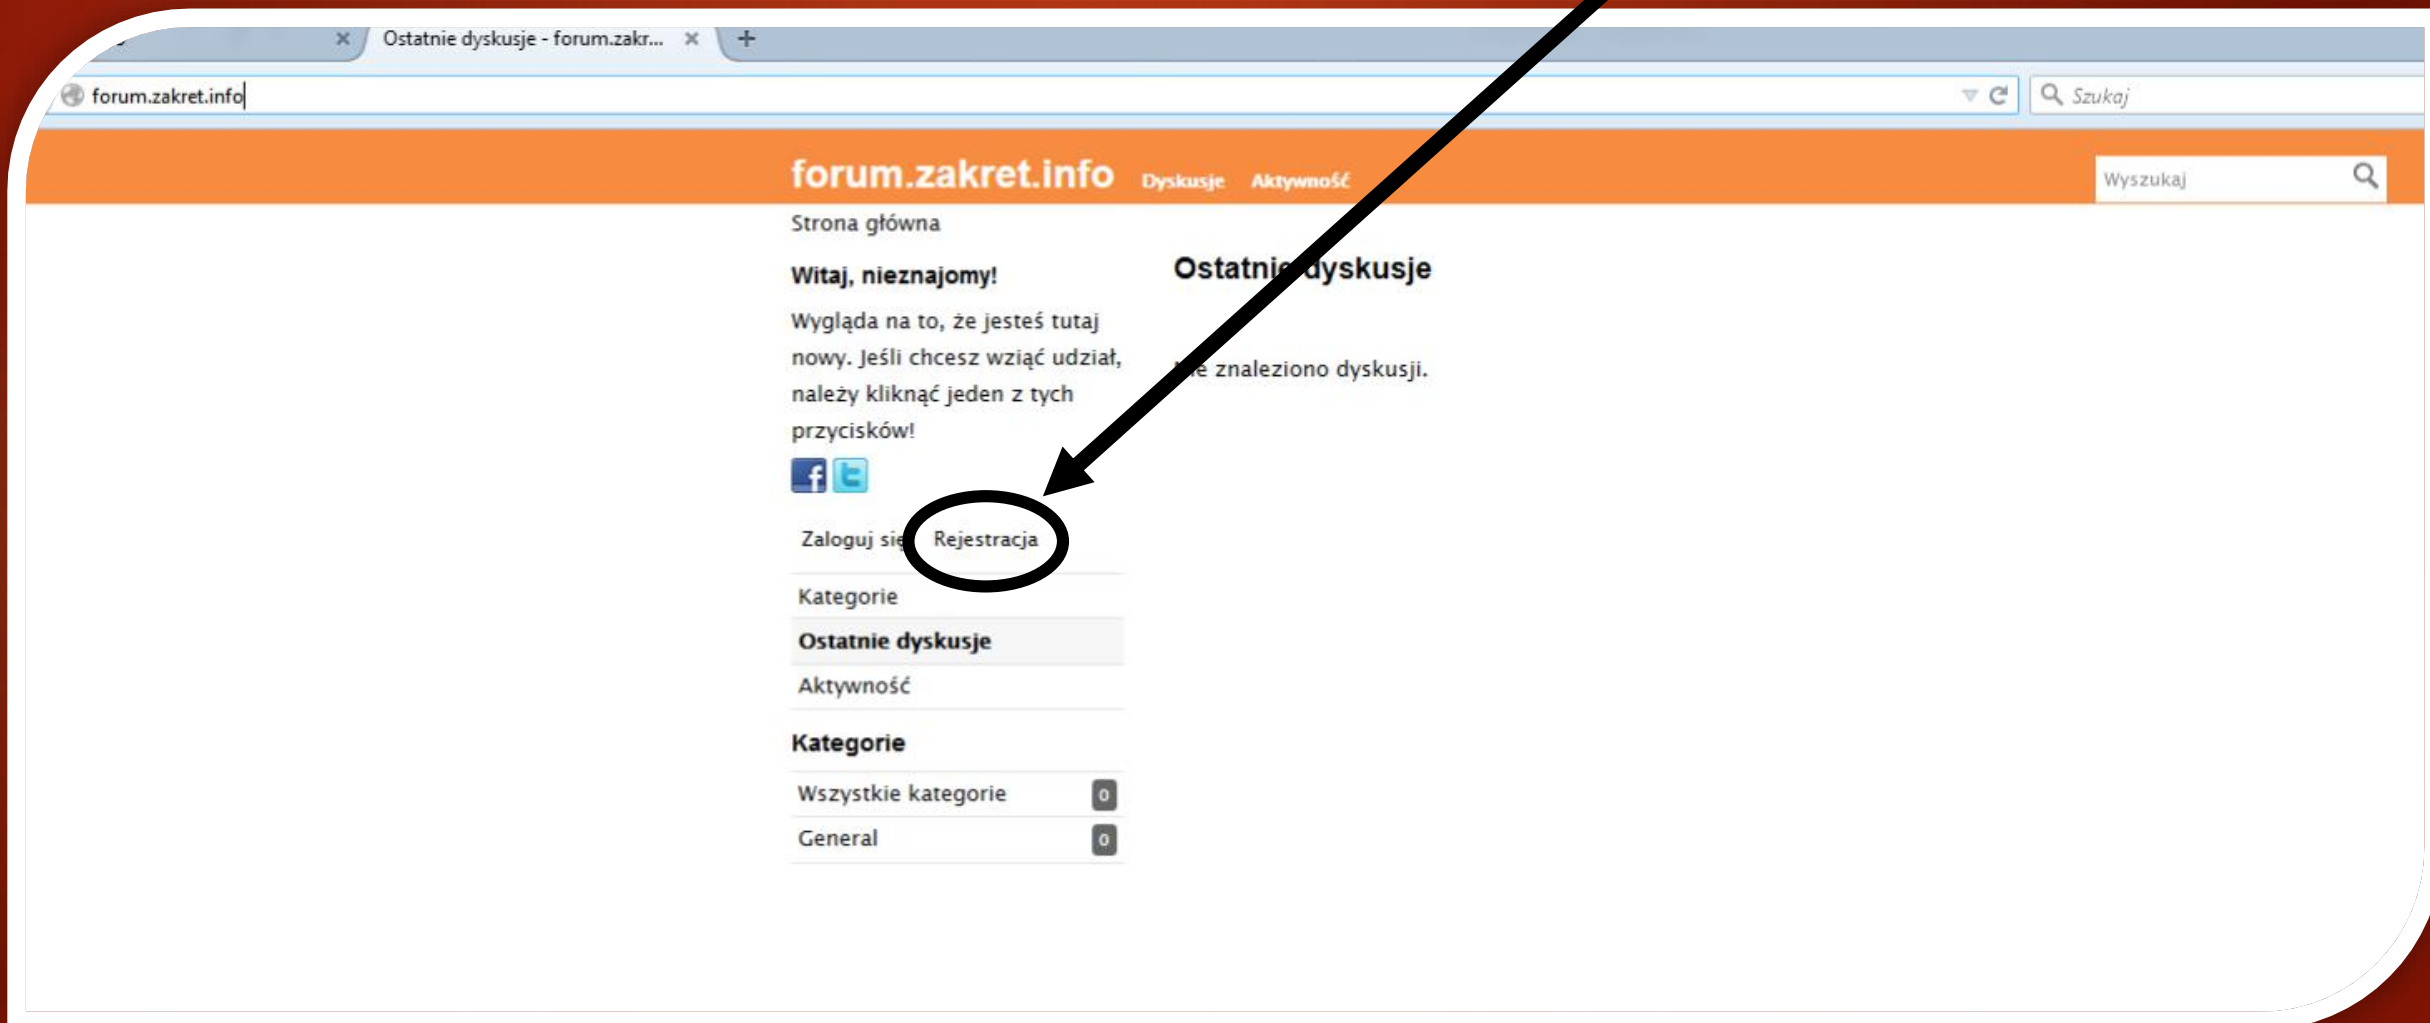 Ostatnie dyskusje - forum.zakr...
forum.zakret.info
Szukaj
forum.zakret.info Dyskusje Aktywność
Wyszukaj
Strona główna
Witaj, nieznajomy!
Wygląda na to, że jesteś tutaj
nowy. Jeśli chcesz wziąć udział,
należy kliknąć jeden z tych
przycisków!
Zaloguj się Rejestracja
Kategorie
Ostatnie dyskusje
Aktywność
Kategorie
Wszystkie kategorie 0
General 0
Ostatnie dyskusje
Nie znaleziono dyskusji.